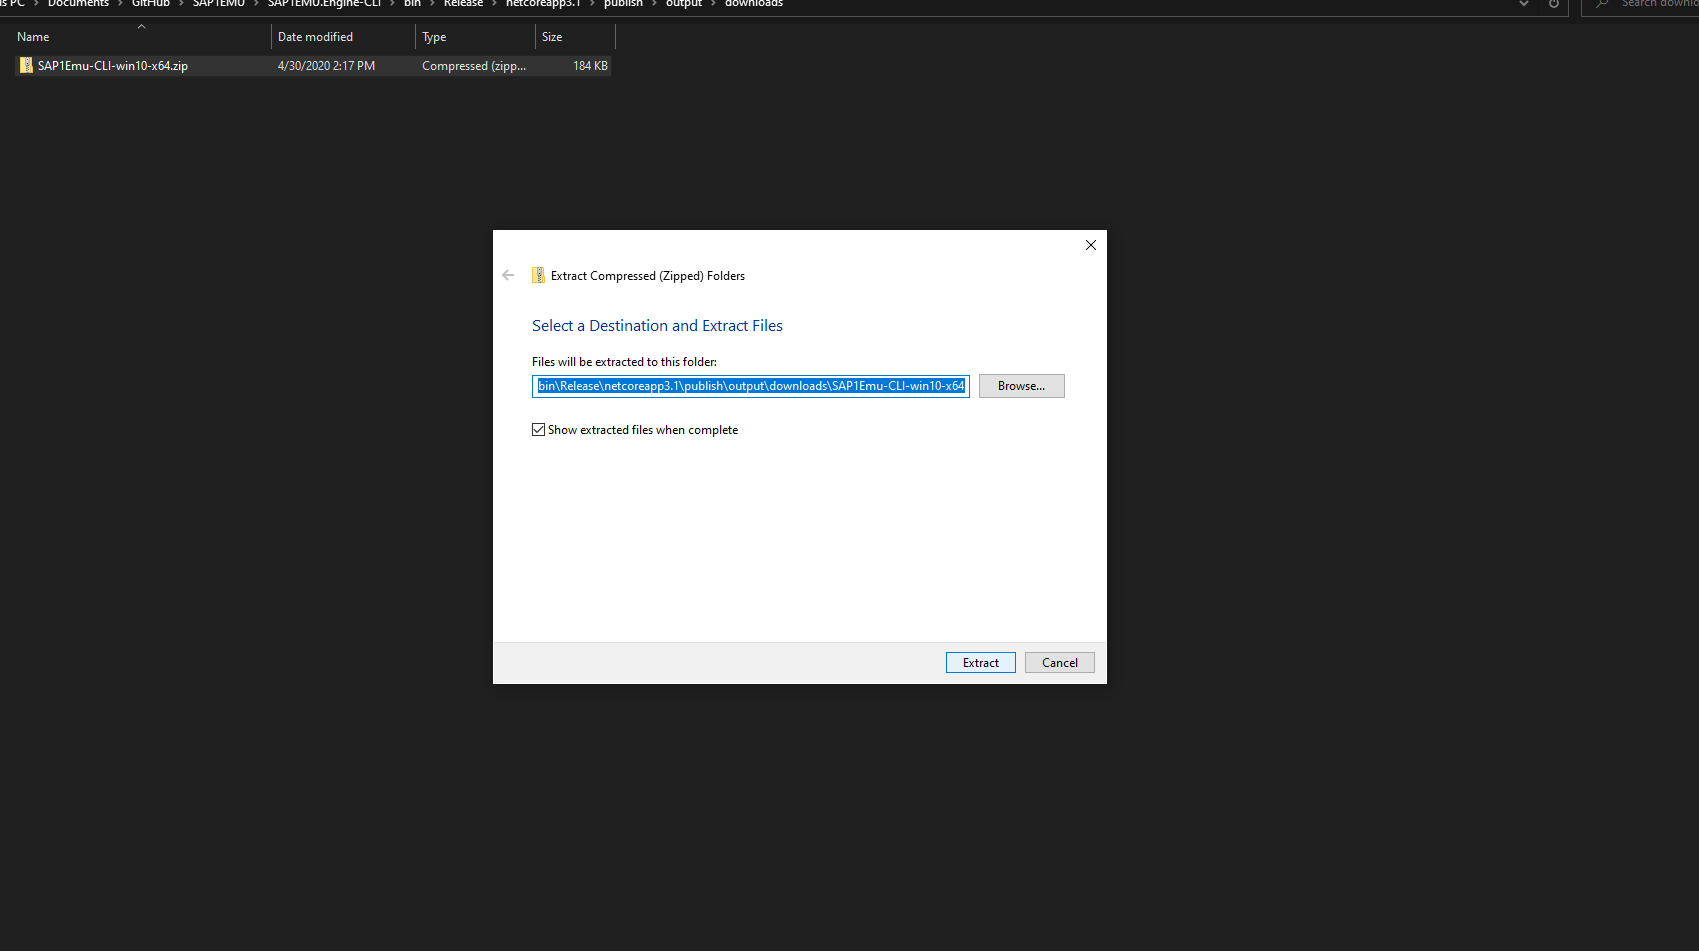 is PC > Documents > GitHub > SAP1EMU > SAP1EMU.Engine-CLI > bin > Release > netcoreapp3.1 > publish > output > downloads
Search downlo
Name Date modified Type Size
SAP1Emu-CLI-win10-x64.zip 4/30/2020 2:17 PM Compressed (zipp... 184 KB
Extract Compressed (Zipped) Folders
Select a Destination and Extract Files
Files will be extracted to this folder:
bin\Release\netcoreapp3.1\publish\output\downloads\SAP1Emu-CLI-win10-x64
Browse...
Show extracted files when complete
Extract Cancel